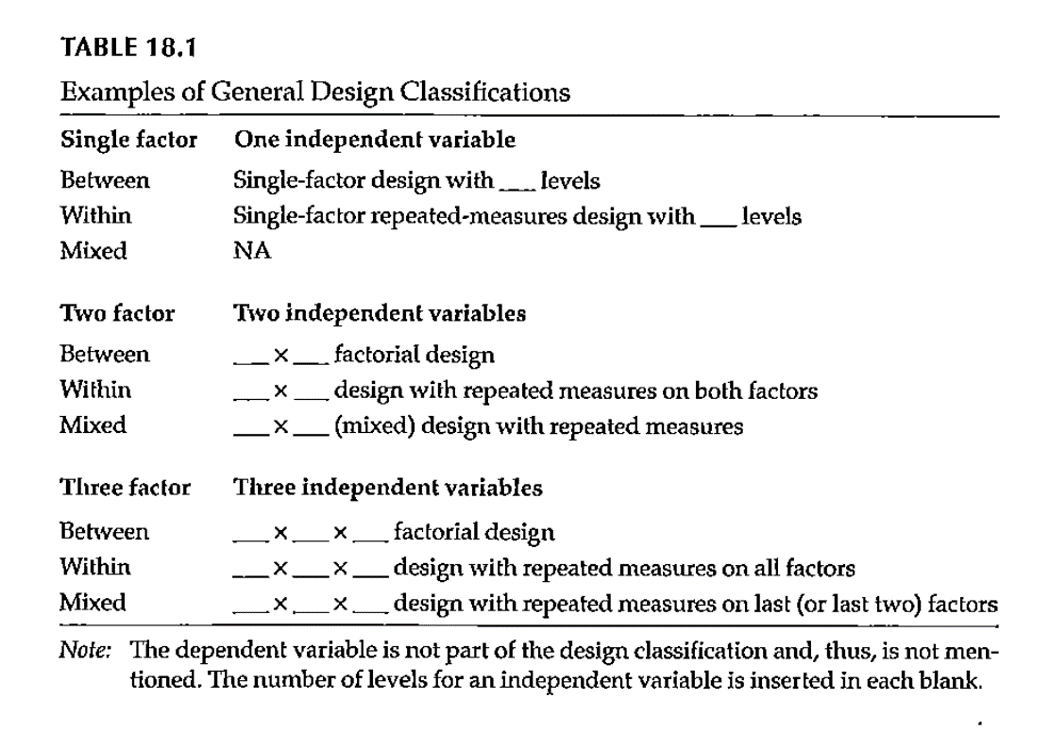 TABLE 18.1
Examples of General Design Classifications
Single factor One independent variable
Between Single-factor design with ___ levels
Within Single-factor repeated-measures design with ___ levels
Mixed NA
Two factor Two independent variables
Between ___ × ___ factorial design
Within ___ × ___ design with repeated measures on both factors
Mixed ___ × ___ (mixed) design with repeated measures
Three factor Three independent variables
Between ___ × ___ × ___ factorial design
Within ___ × ___ × ___ design with repeated measures on all factors
Mixed ___ × ___ × ___ design with repeated measures on last (or last two) factors
Note: The dependent variable is not part of the design classification and, thus, is not men-
tioned. The number of levels for an independent variable is inserted in each blank.